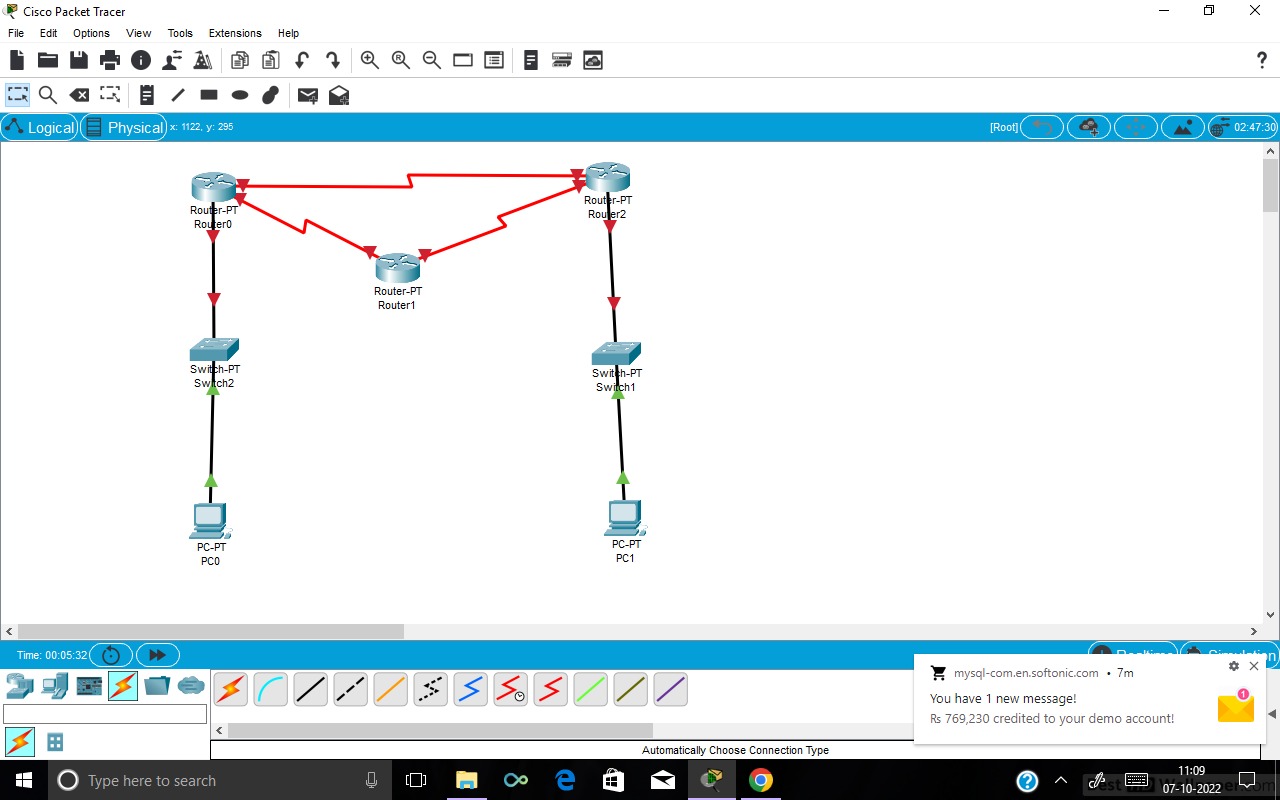 Cisco Packet Tracer
File Edit Options View Tools Extensions Help
Logical Physical x: 1122, y: 295 [Root] 02:47:30
Router-PT
Router0
Router-PT
Router2
Router-PT
Router1
Switch-PT
Switch2
Switch-PT
Switch1
PC-PT
PC0
PC-PT
PC1
Time: 00:05:32 Realtime Simulation
mysql-com.en.softonic.com • 7m
You have 1 new message!
1
Rs 769,230 credited to your demo account!
Automatically Choose Connection Type
Type here to search
11:09
07-10-2022